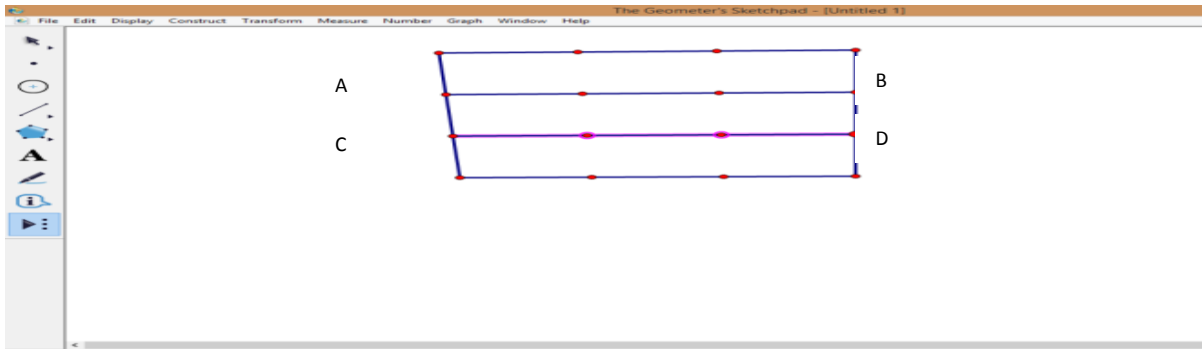 The Geometer's Sketchpad - [Untitled 1]
File Edit Display Construct Transform Measure Number Graph Window Help
A
B
C
D
A